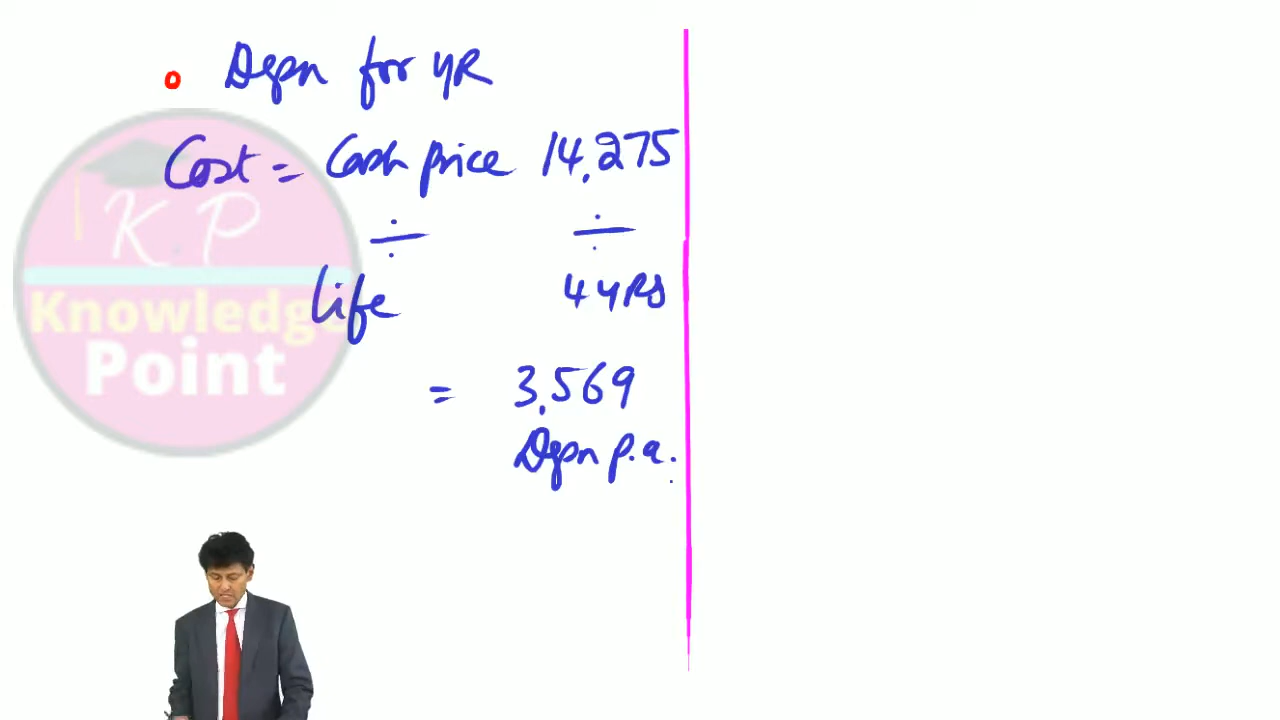 Depn for YR
Cost = Cash price 14,275
÷ ÷
life 4 YRS
= 3,569
Depn p.a.
K.P
Knowledge
Point